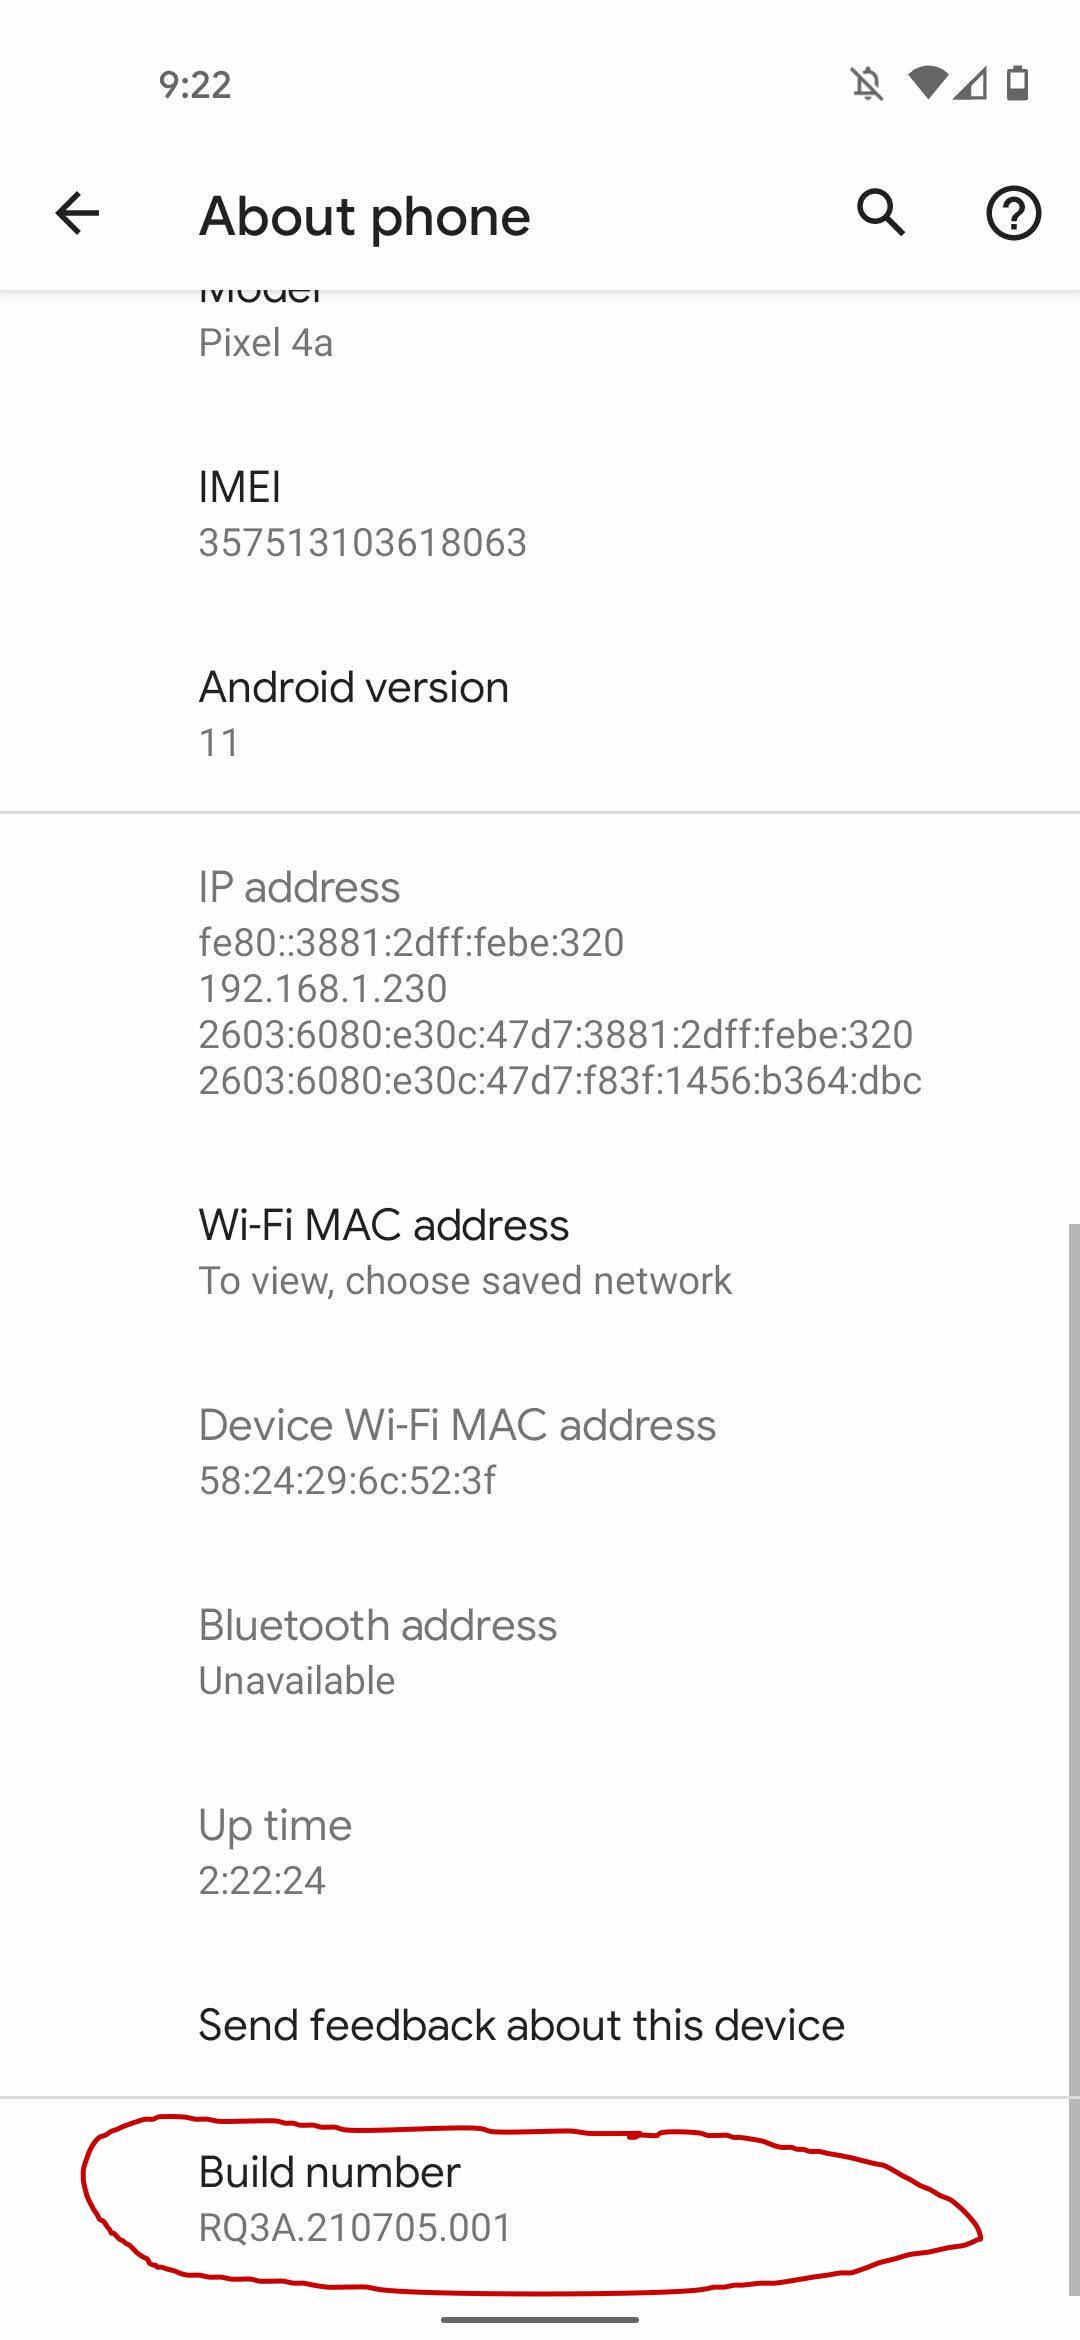 9:22
About phone
Model
Pixel 4a
IMEI
357513103618063
Android version
11
IP address
fe80::3881:2dff:febe:320
192.168.1.230
2603:6080:e30c:47d7:3881:2dff:febe:320
2603:6080:e30c:47d7:f83f:1456:b364:dbc
Wi-Fi MAC address
To view, choose saved network
Device Wi-Fi MAC address
58:24:29:6c:52:3f
Bluetooth address
Unavailable
Up time
2:22:24
Send feedback about this device
Build number
RQ3A.210705.001